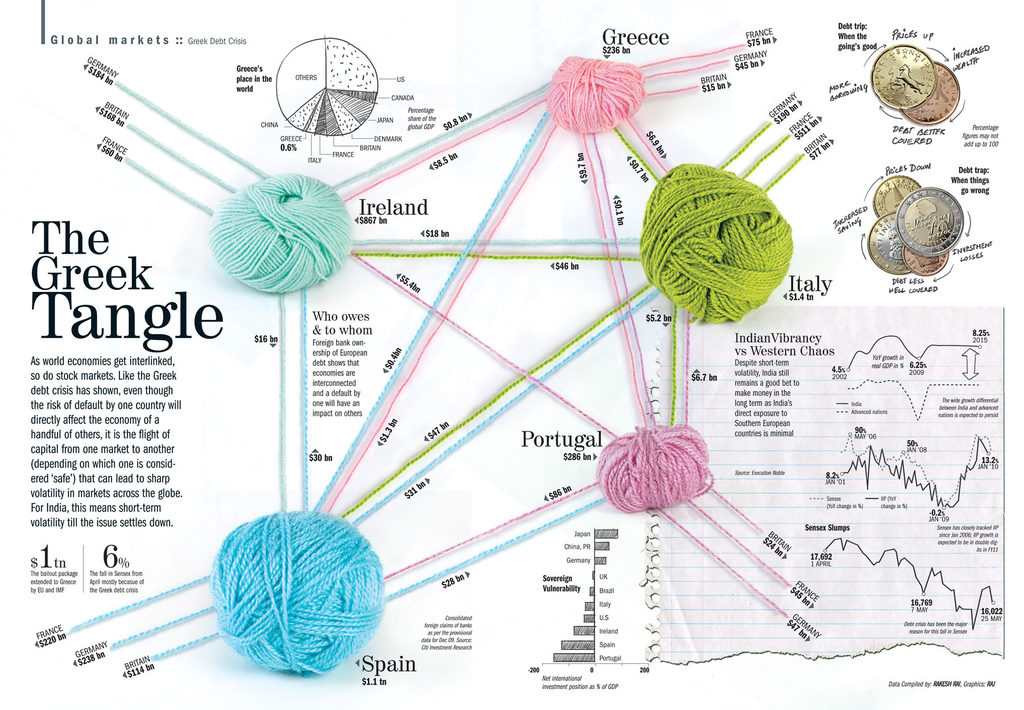 Global markets :: Greek Debt Crisis
The
Greek
Tangle
As world economies get interlinked,
so do stock markets. Like the Greek
debt crisis has shown, even though
the risk of default by one country will
directly affect the economy of a
handful of others, it is the flight of
capital from one market to another
(depending on which one is consid-
ered ‘safe’) that can lead to sharp
volatility in markets across the globe.
For India, this means short-term
volatility till the issue settles down.
$1tn
The bailout package
extended to Greece
by EU and IMF
6%
The fall in Sensex from
April mostly because of
the Greek debt crisis
GERMANY
$184 bn
BRITAIN
$168 bn
FRANCE
$60 bn
Greece's
place in the
world
OTHERS
US
CANADA
JAPAN
DENMARK
BRITAIN
FRANCE
ITALY
GREECE
0.6%
CHINA
Percentage
share of the
global GDP
Greece
$236 bn
FRANCE
$75 bn
GERMANY
$45 bn
BRITAIN
$15 bn
$0.8 bn
$8.5 bn
$9.7 bn
$0.1 bn
$6.9 bn
$0.7 bn
Ireland
$867 bn
$18 bn
$46 bn
$5.4bn
$16 bn
$30 bn
Who owes
& to whom
Foreign bank own-
ership of European
debt shows that
economies are
interconnected
and a default by
one will have an
impact on others
$0.4bn
$1.3 bn
$47 bn
$31 bn
GERMANY
$190 bn
FRANCE
$511 bn
BRITAIN
$77 bn
Italy
$1.4 tn
$5.2 bn
$6.7 bn
Portugal
$286 bn
$86 bn
$28 bn
BRITAIN
$24 bn
FRANCE
$45 bn
GERMANY
$47 bn
Spain
$1.1 tn
FRANCE
$220 bn
GERMANY
$238 bn
BRITAIN
$114 bn
Consolidated
foreign claims of banks
as per the provisional
data for Dec 09. Source:
Citi Investment Research
Sovereign
Vulnerability
Japan
China, PR
Germany
UK
Brazil
Italy
U.S
Ireland
Spain
Portugal
-200
0
200
Net international
investment position as % of GDP
Debt trip:
When the
going's good
PRICES UP
INCREASED
WEALTH
DEBT BETTER
COVERED
MORE
BORROWING
Percentage
figures may not
add up to 100
Debt trap:
When things
go wrong
PRICES DOWN
INVESTMENT
LOSSES
DEBT LESS
WELL COVERED
INCREASED
SAVING
Indian Vibrancy
vs Western Chaos
Despite short-term
volatility, India still
remains a good bet to
make money in the
long term as India's
direct exposure to
Southern European
countries is minimal
Source: Execution Noble
4.5%
2002
YoY growth in
real GDP in %
6.25%
2009
8.25%
2015
India
Advanced nations
The wide growth differential
between India and advanced
nations is expected to persist
90%
MAY '06
50%
JAN '08
13.2%
JAN '10
8.2%
JAN '01
-0.2%
JAN '09
Sensex
(YoY change in %)
IIP (YoY
change in %)
Sensex has closely tracked IIP
since Jan 2006; IIP growth is
expected to be in double dig-
its in FY11
Sensex Slumps
17,692
1 APRIL
16,769
7 MAY
16,022
25 MAY
Debt crisis has been the major
reason for this fall in Sensex
Data Compiled by: RAKESH RAI, Graphics: RAJ